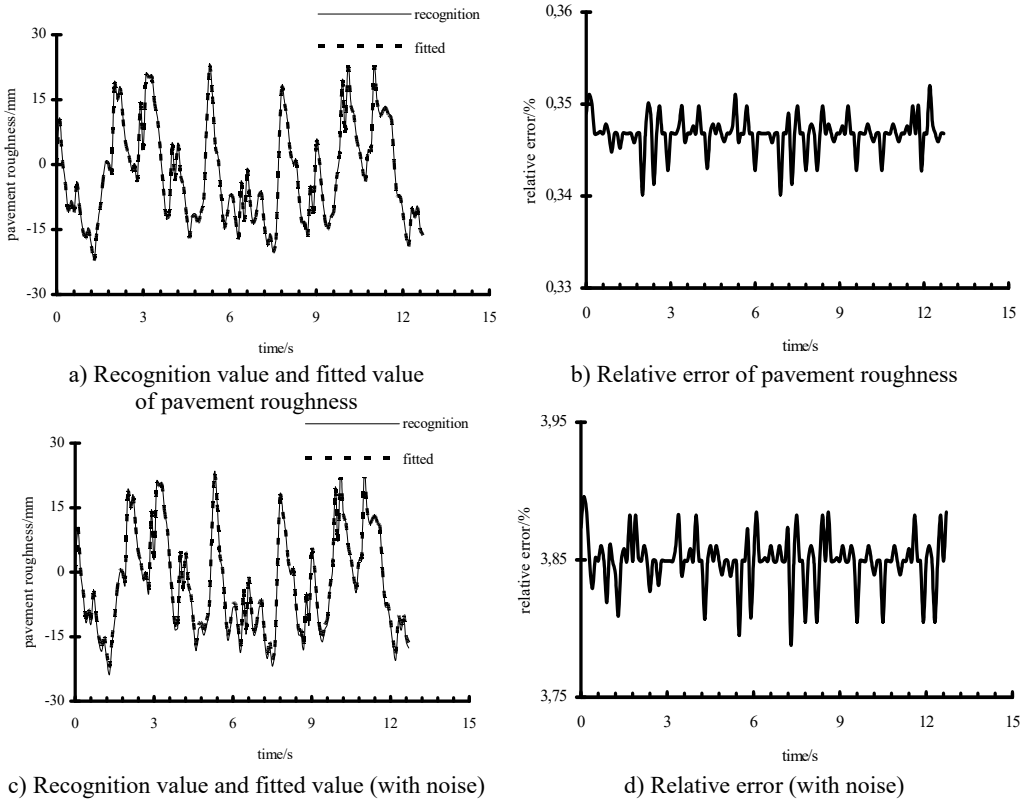 recognition
fitted
30
15
0
-15
-30
pavement roughness/mm
0 3 6 9 12 15
time/s
a) Recognition value and fitted value
of pavement roughness
0,36
0,35
0,34
0,33
relative error/%
0 3 6 9 12 15
time/s
b) Relative error of pavement roughness
recognition
fitted
30
15
0
-15
-30
pavement roughness/mm
0 3 6 9 12 15
time/s
c) Recognition value and fitted value (with noise)
3,95
3,85
3,75
relative error/%
0 3 6 9 12 15
time/s
d) Relative error (with noise)